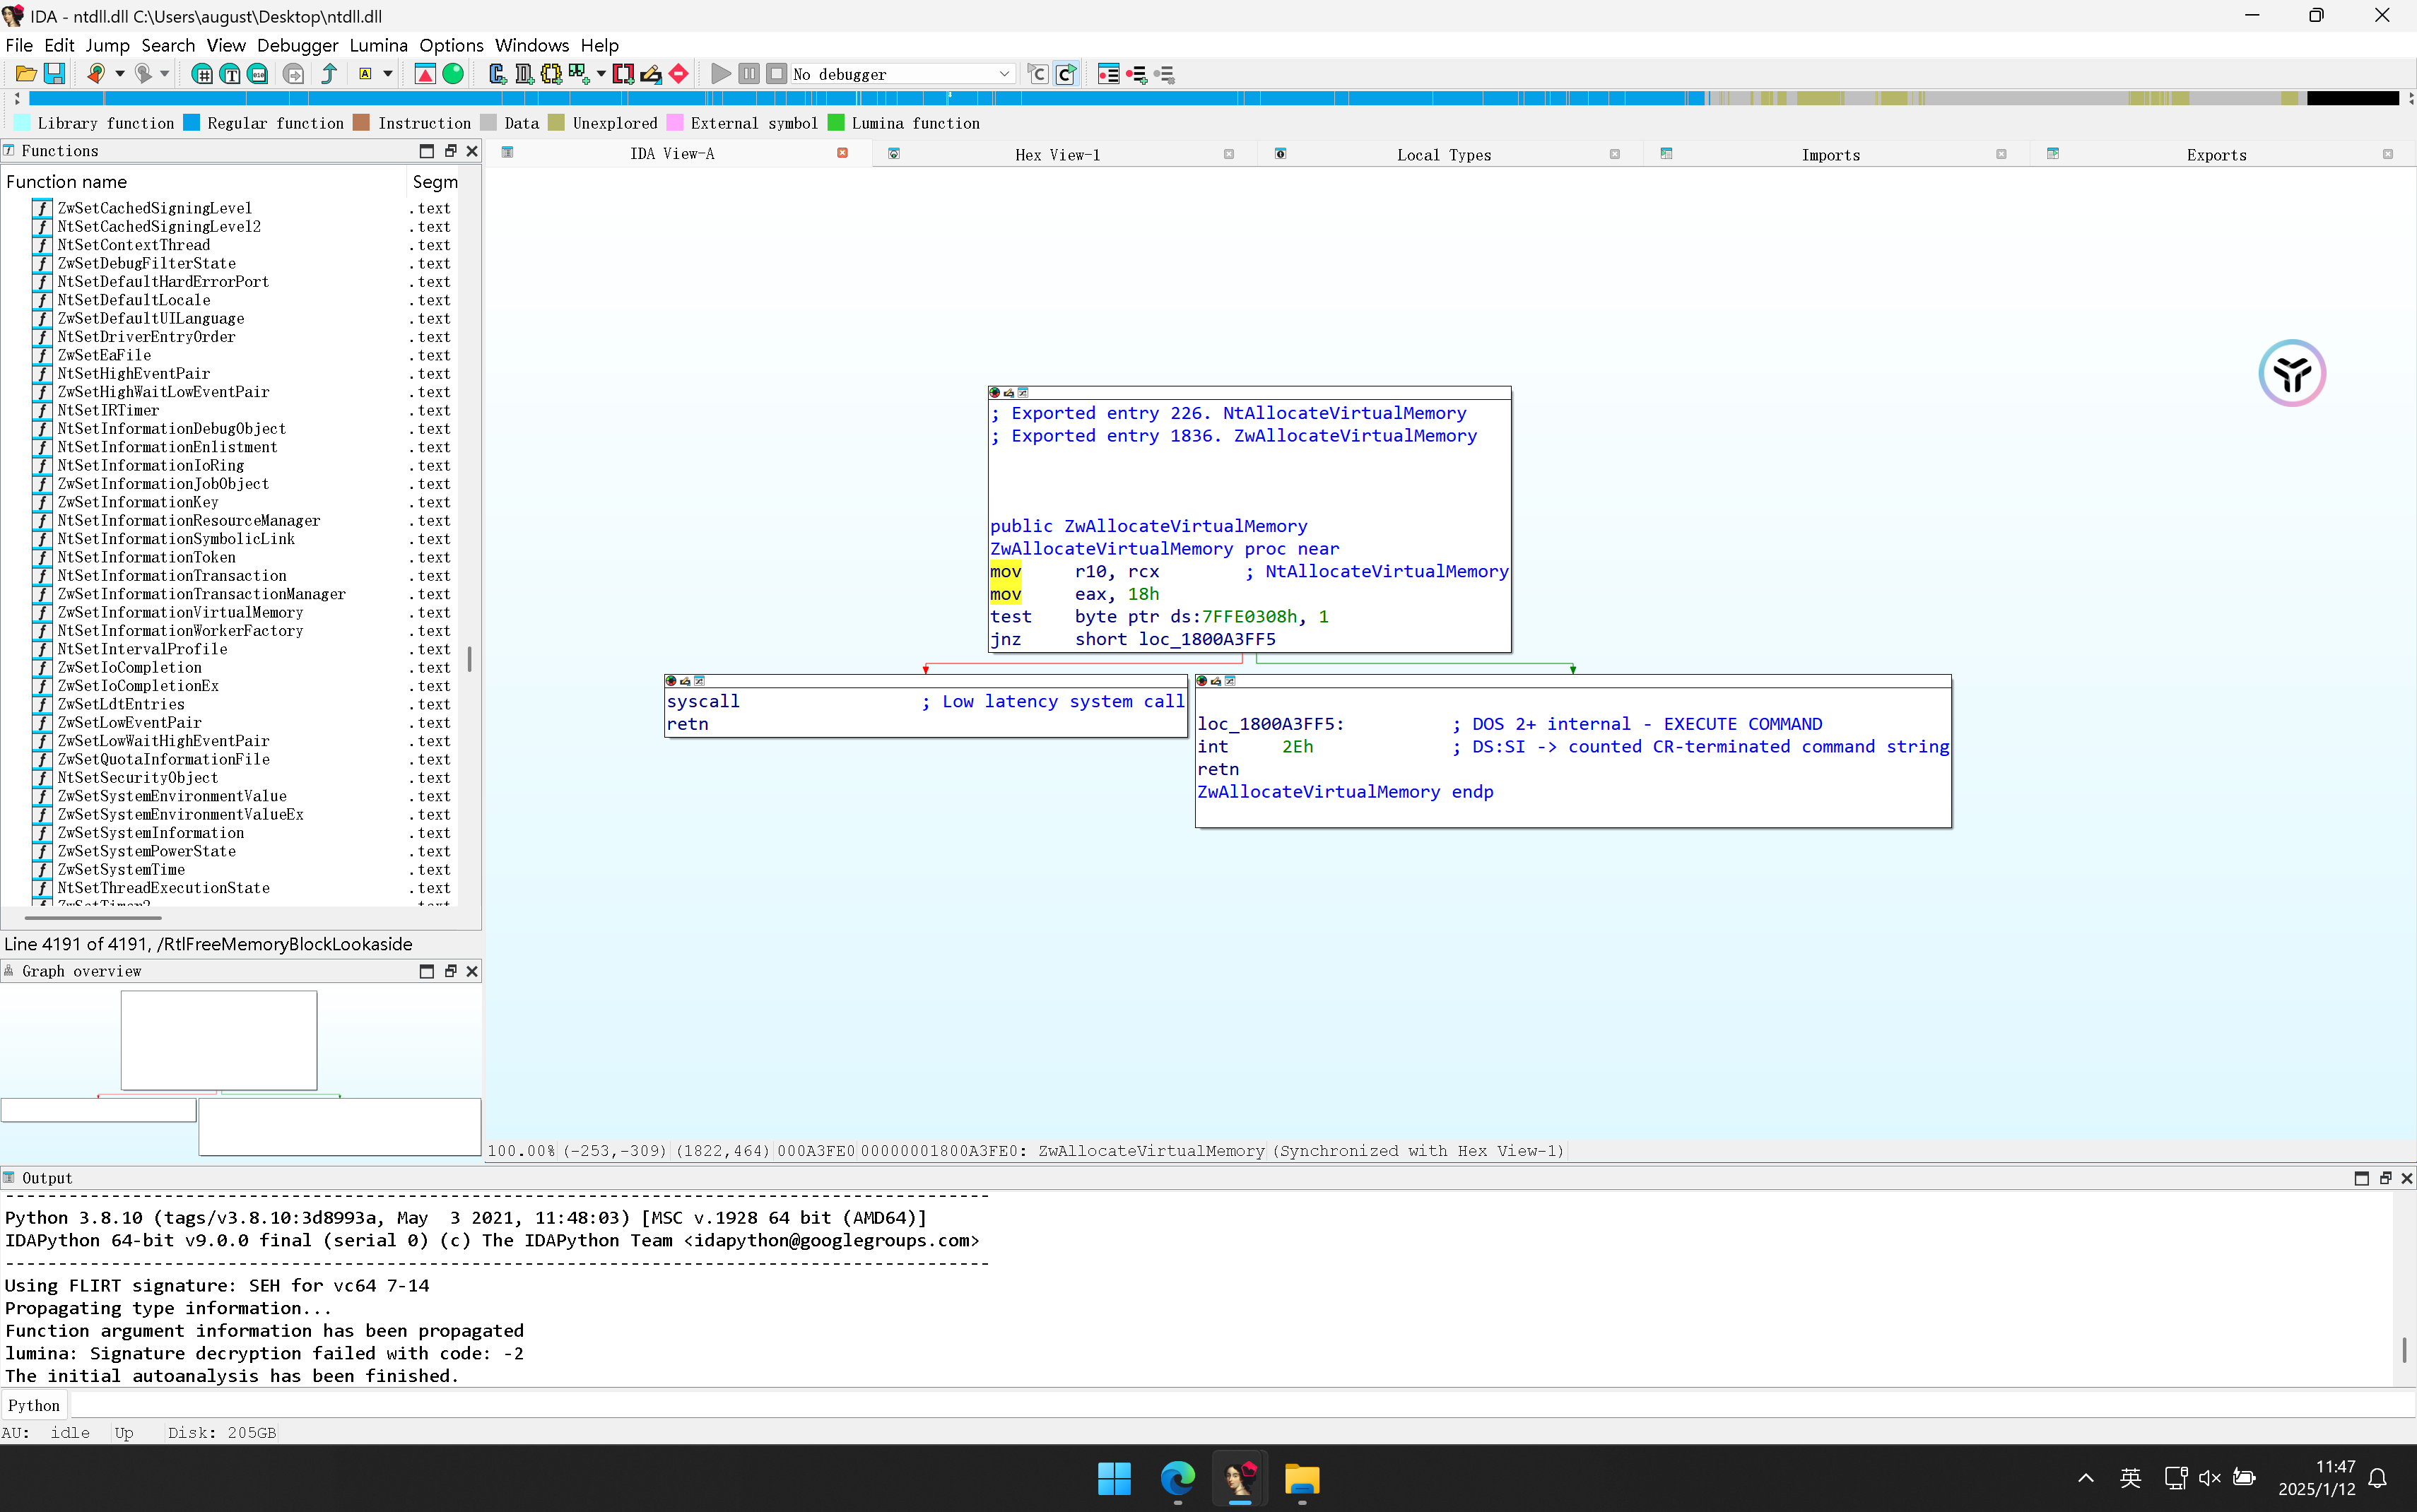 IDA - ntdll.dll C:\Users\august\Desktop\ntdll.dll
File Edit Jump Search View Debugger Lumina Options Windows Help
No debugger
Library function Regular function Instruction Data Unexplored External symbol Lumina function
Functions
IDA View-A Hex View-1 Local Types Imports Exports
Function name Segm
ZwSetCachedSigningLevel .text
NtSetCachedSigningLevel2 .text
NtSetContextThread .text
ZwSetDebugFilterState .text
NtSetDefaultHardErrorPort .text
NtSetDefaultLocale .text
ZwSetDefaultUILanguage .text
NtSetDriverEntryOrder .text
ZwSetEaFile .text
NtSetHighEventPair .text
ZwSetHighWaitLowEventPair .text
NtSetIRTimer .text
NtSetInformationDebugObject .text
NtSetInformationEnlistment .text
NtSetInformationIoRing .text
NtSetInformationJobObject .text
ZwSetInformationKey .text
NtSetInformationResourceManager .text
NtSetInformationSymbolicLink .text
NtSetInformationToken .text
NtSetInformationTransaction .text
ZwSetInformationTransactionManager .text
ZwSetInformationVirtualMemory .text
NtSetInformationWorkerFactory .text
NtSetIntervalProfile .text
ZwSetIoCompletion .text
ZwSetIoCompletionEx .text
ZwSetLdtEntries .text
ZwSetLowEventPair .text
ZwSetLowWaitHighEventPair .text
ZwSetQuotaInformationFile .text
NtSetSecurityObject .text
ZwSetSystemEnvironmentValue .text
ZwSetSystemEnvironmentValueEx .text
ZwSetSystemInformation .text
ZwSetSystemPowerState .text
ZwSetSystemTime .text
NtSetThreadExecutionState .text
ZwSetTimer2 .text
Line 4191 of 4191, /RtlFreeMemoryBlockLookaside
Graph overview
; Exported entry 226. NtAllocateVirtualMemory
; Exported entry 1836. ZwAllocateVirtualMemory
public ZwAllocateVirtualMemory
ZwAllocateVirtualMemory proc near
mov r10, rcx ; NtAllocateVirtualMemory
mov eax, 18h
test byte ptr ds:7FFE0308h, 1
jnz short loc_1800A3FF5
syscall ; Low latency system call
retn
loc_1800A3FF5: ; DOS 2+ internal - EXECUTE COMMAND
int 2Eh ; DS:SI -> counted CR-terminated command string
retn
ZwAllocateVirtualMemory endp
100.00% (-253,-309) (1822,464) 000A3FE0 00000001800A3FE0: ZwAllocateVirtualMemory (Synchronized with Hex View-1)
Output
---------------------------------------------------------------------------------------------
Python 3.8.10 (tags/v3.8.10:3d8993a, May  3 2021, 11:48:03) [MSC v.1928 64 bit (AMD64)]
IDAPython 64-bit v9.0.0 final (serial 0) (c) The IDAPython Team <idapython@googlegroups.com>
---------------------------------------------------------------------------------------------
Using FLIRT signature: SEH for vc64 7-14
Propagating type information...
Function argument information has been propagated
lumina: Signature decryption failed with code: -2
The initial autoanalysis has been finished.
Python
AU: idle Up Disk: 205GB
英
11:47
2025/1/12